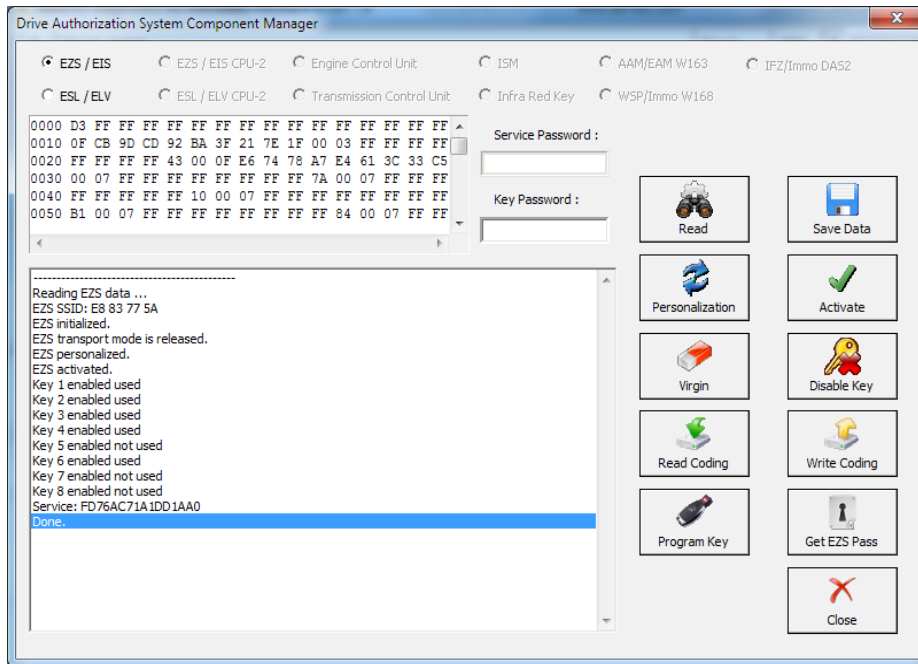 Drive Authorization System Component Manager
EZS / EIS EZS / EIS CPU-2 Engine Control Unit ISM AAM/EAM W163 IFZ/Immo DAS2
ESL / ELV ESL / ELV CPU-2 Transmission Control Unit Infra Red Key WSP/Immo W168
0000 D3 FF FF FF FF FF FF FF FF FF FF FF FF FF FF FF
0010 0F CB 9D CD 92 BA 3F 21 7E 1F 00 03 FF FF FF FF
0020 FF FF FF FF 43 00 0F E6 74 78 A7 E4 61 3C 33 C5
0030 00 07 FF FF FF FF FF FF FF FF 7A 00 07 FF FF FF
0040 FF FF FF FF FF 10 00 07 FF FF FF FF FF FF FF FF
0050 B1 00 07 FF FF FF FF FF FF FF FF 84 00 07 FF FF
Service Password :
Key Password :
Read
Save Data
Personalization
Activate
Virgin
Disable Key
Read Coding
Write Coding
Program Key
Get EZS Pass
Close
---------------------------------------------
Reading EZS data ...
EZS SSID: E8 83 77 5A
EZS initialized.
EZS transport mode is released.
EZS personalized.
EZS activated.
Key 1 enabled used
Key 2 enabled used
Key 3 enabled used
Key 4 enabled used
Key 5 enabled not used
Key 6 enabled used
Key 7 enabled not used
Key 8 enabled not used
Service: FD76AC71A1DD1AA0
Done.